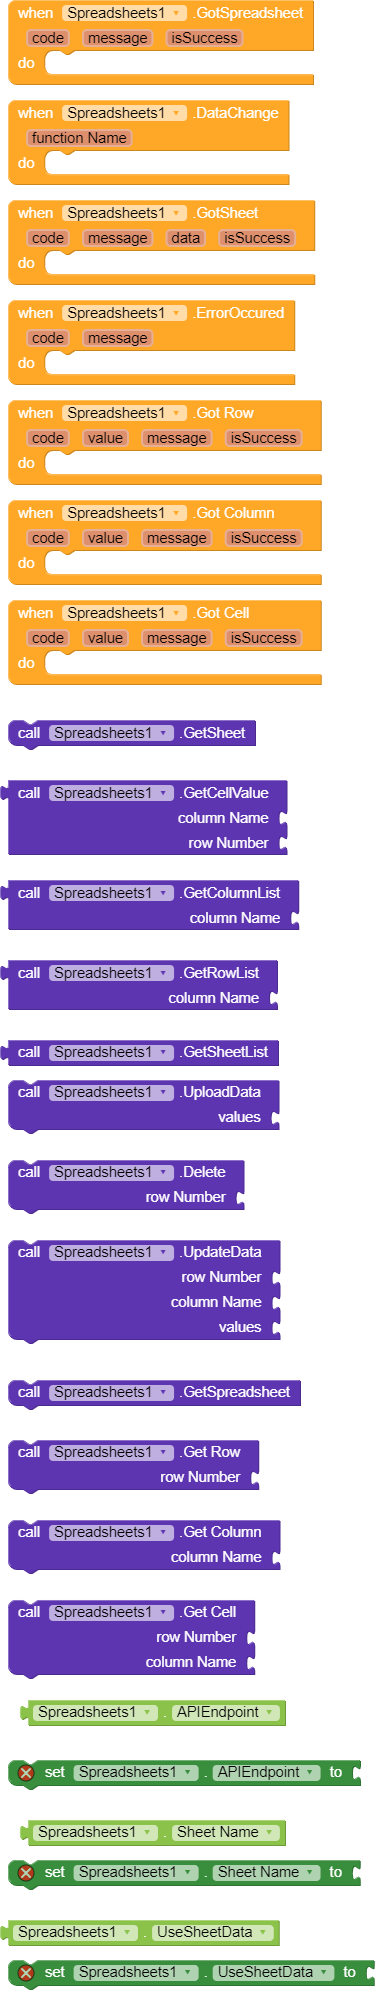 when Spreadsheets1 .GotSpreadsheet
code message isSuccess
do
when Spreadsheets1 .DataChange
function Name
do
when Spreadsheets1 .GotSheet
code message data isSuccess
do
when Spreadsheets1 .ErrorOccured
code message
do
when Spreadsheets1 .Got Row
code value message isSuccess
do
when Spreadsheets1 .Got Column
code value message isSuccess
do
when Spreadsheets1 .Got Cell
code value message isSuccess
do
call Spreadsheets1 .GetSheet
call Spreadsheets1 .GetCellValue
column Name
row Number
call Spreadsheets1 .GetColumnList
column Name
call Spreadsheets1 .GetRowList
column Name
call Spreadsheets1 .GetSheetList
call Spreadsheets1 .UploadData
values
call Spreadsheets1 .Delete
row Number
call Spreadsheets1 .UpdateData
row Number
column Name
values
call Spreadsheets1 .GetSpreadsheet
call Spreadsheets1 .Get Row
row Number
call Spreadsheets1 .Get Column
column Name
call Spreadsheets1 .Get Cell
row Number
column Name
Spreadsheets1 . APIEndpoint
set Spreadsheets1 . APIEndpoint to
Spreadsheets1 . Sheet Name
set Spreadsheets1 . Sheet Name to
Spreadsheets1 . UseSheetData
set Spreadsheets1 . UseSheetData to